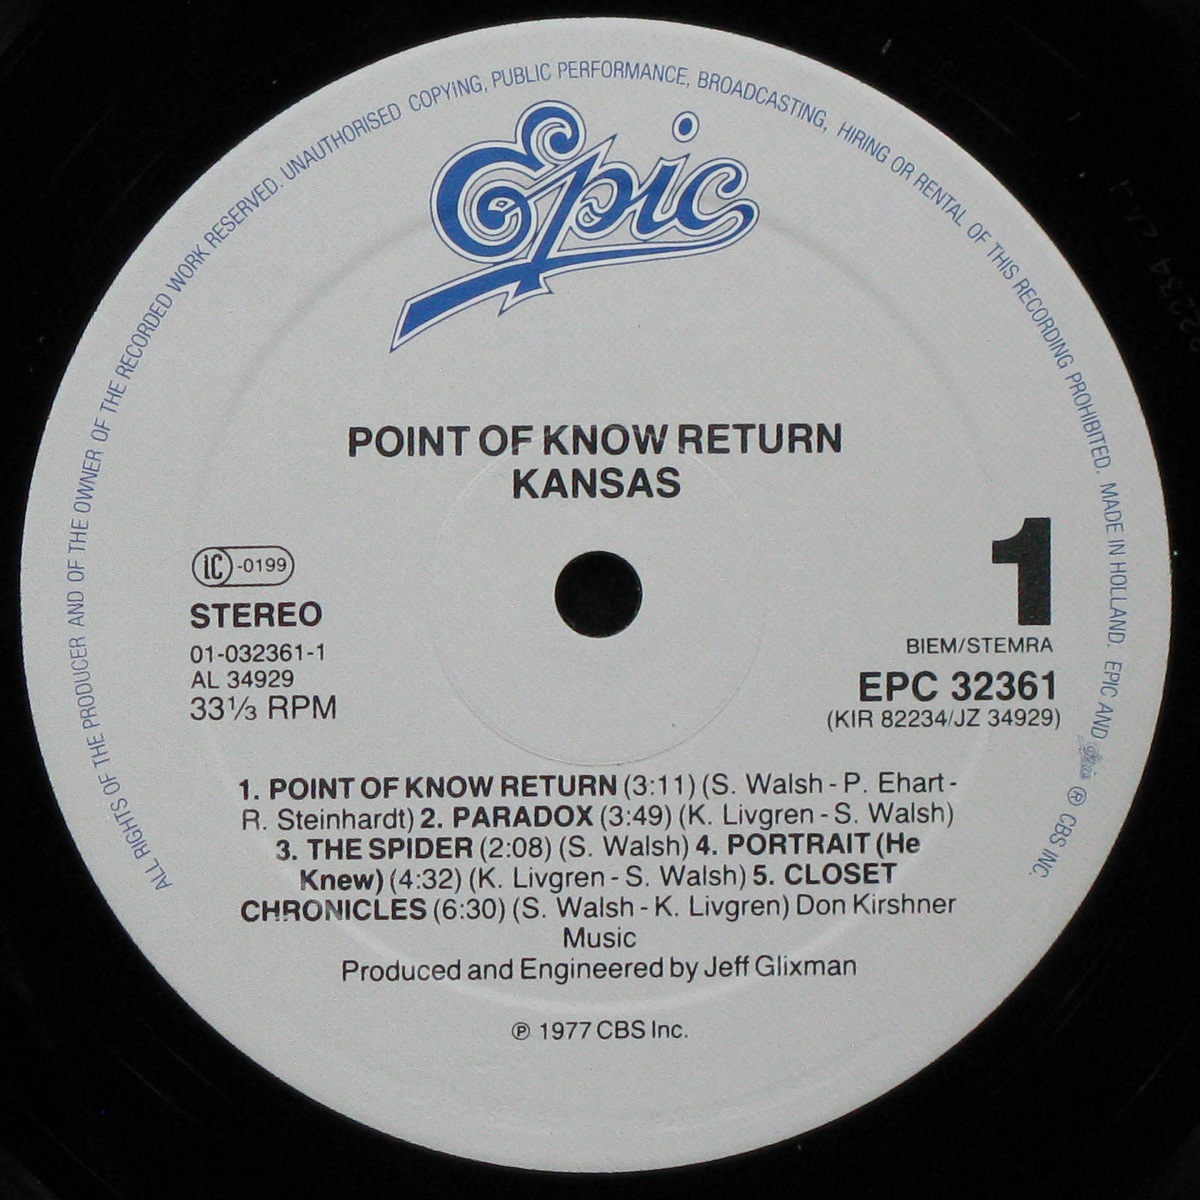 ALL RIGHTS OF THE PRODUCER AND OF THE OWNER OF THE RECORDED WORK RESERVED. UNAUTHORISED COPYING, PUBLIC PERFORMANCE, BROADCASTING, HIRING OR RENTAL OF THIS RECORDING PROHIBITED. MADE IN HOLLAND. EPIC AND Epic ® CBS INC.
Epic
POINT OF KNOW RETURN
KANSAS
LC -0199
STEREO
01-032361-1
AL 34929
33⅓ RPM
1
BIEM/STEMRA
EPC 32361
(KIR 82234/JZ 34929)
1. POINT OF KNOW RETURN (3:11) (S. Walsh - P. Ehart -
R. Steinhardt) 2. PARADOX (3:49) (K. Livgren - S. Walsh)
3. THE SPIDER (2:08) (S. Walsh) 4. PORTRAIT (He
Knew) (4:32) (K. Livgren - S. Walsh) 5. CLOSET
CHRONICLES (6:30) (S. Walsh - K. Livgren) Don Kirshner
Music
Produced and Engineered by Jeff Glixman
℗ 1977 CBS Inc.